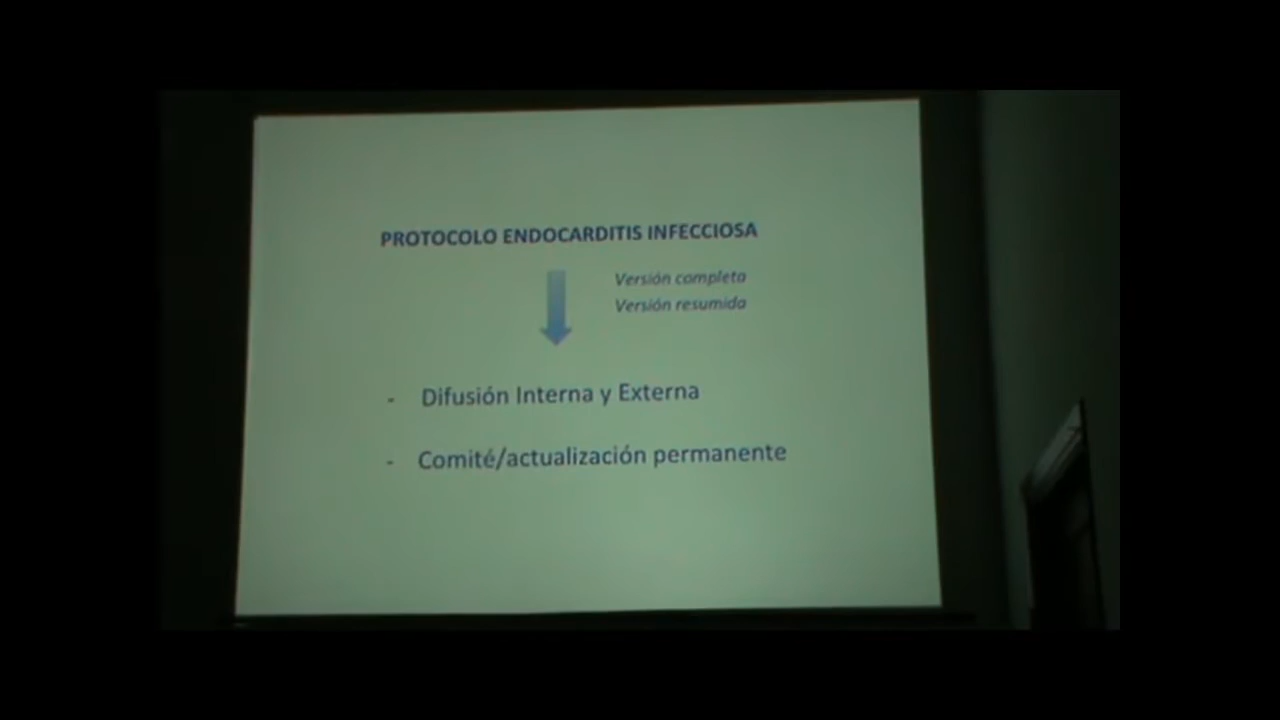 PROTOCOLO ENDOCARDITIS INFECCIOSA
Versión completa
Versión resumida
- Difusión Interna y Externa
- Comité/actualización permanente